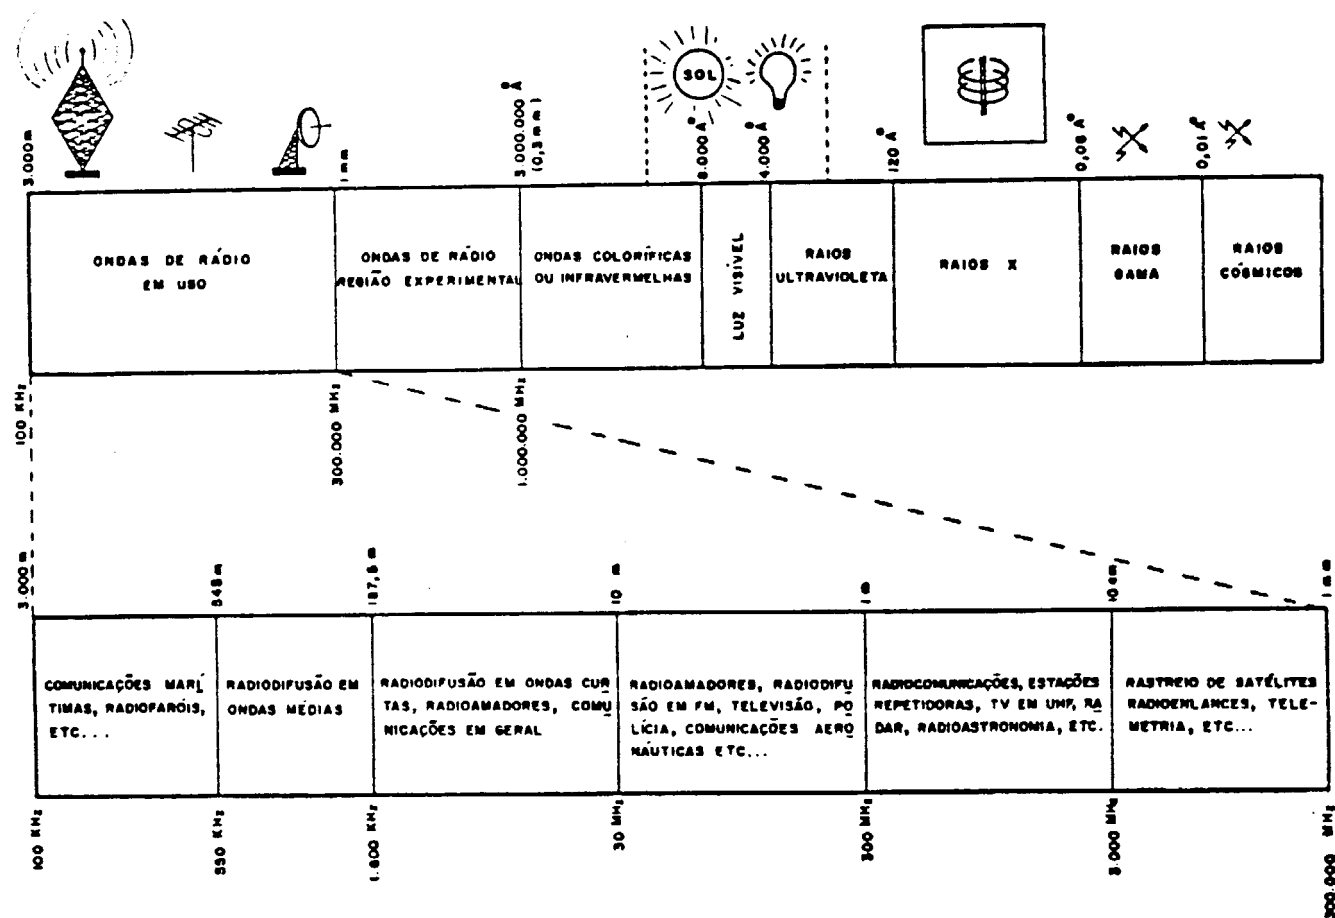 3.000 m
1 mm
3.000.000 Å
(0,3 mm)
SOL
8.000 Å
4.000 Å
120 Å
0,06 Å
0,01 Å
ONDAS DE RÁDIO
EM USO
ONDAS DE RÁDIO
REGIÃO EXPERIMENTAL
ONDAS COLORÍFICAS
OU INFRAVERMELHAS
LUZ VISÍVEL
RAIOS
ULTRAVIOLETA
RAIOS X
RAIOS
GAMA
RAIOS
CÓSMICOS
100 KHz
300.000 MHz
1.000.000 MHz
3.000 m
545 m
187,5 m
10 m
1 m
1 mm
COMUNICAÇÕES MARÍ
TIMAS, RADIOFARÓIS,
ETC...
RADIODIFUSÃO EM
ONDAS MÉDIAS
RADIODIFUSÃO EM ONDAS CUR
TAS, RADIOAMADORES, COMU
NICAÇÕES EM GERAL
RADIOAMADORES, RADIODIFU
SÃO EM FM, TELEVISÃO, PO
LÍCIA, COMUNICAÇÕES AERO
NÁUTICAS ETC...
RADIOCOMUNICAÇÕES, ESTAÇÕES
REPETIDORAS, TV EM UHF, RA
DAR, RADIOASTRONOMIA, ETC.
RASTREIO DE SATÉLITES
RADIOENLANCES, TELE-
METRIA, ETC...
100 KHz
550 KHz
1.600 KHz
30 MHz
300 MHz
3.000 MHz
300.000 MHz